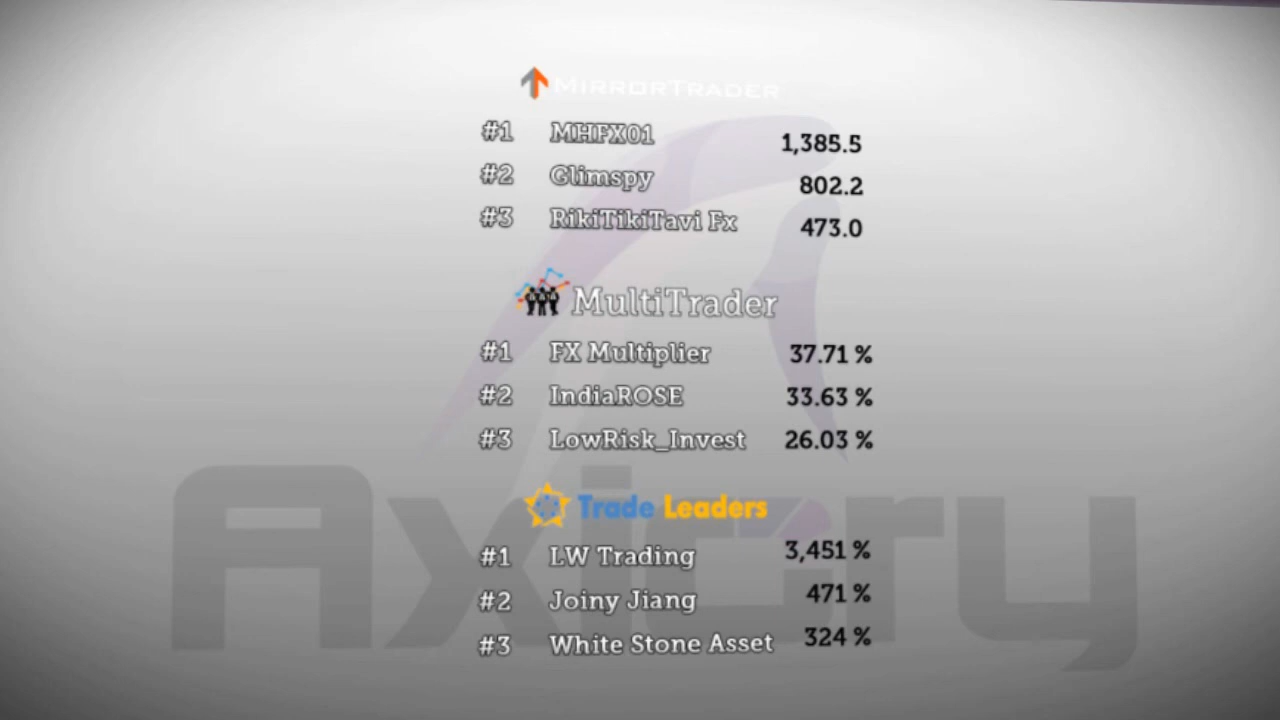 MIRRORTRADER
#1 MHFX01 1,385.5
#2 Glimspy 802.2
#3 RikiTikiTavi Fx 473.0
MultiTrader
#1 FX Multiplier 37.71 %
#2 IndiaROSE 33.63 %
#3 LowRisk_Invest 26.03 %
Trade Leaders
#1 LW Trading 3,451 %
#2 Joiny Jiang 471 %
#3 White Stone Asset 324 %
Axiory